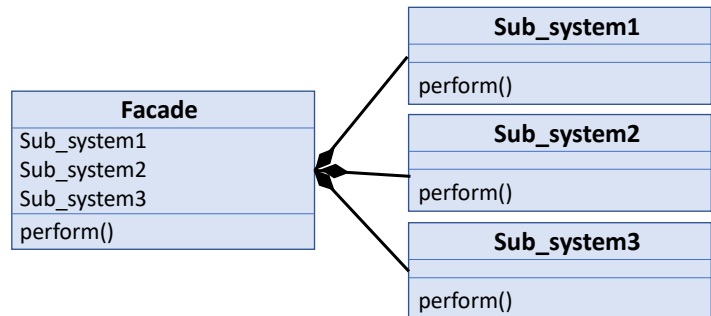 Facade
Sub_system1
Sub_system2
Sub_system3
perform()
Sub_system1
perform()
Sub_system2
perform()
Sub_system3
perform()